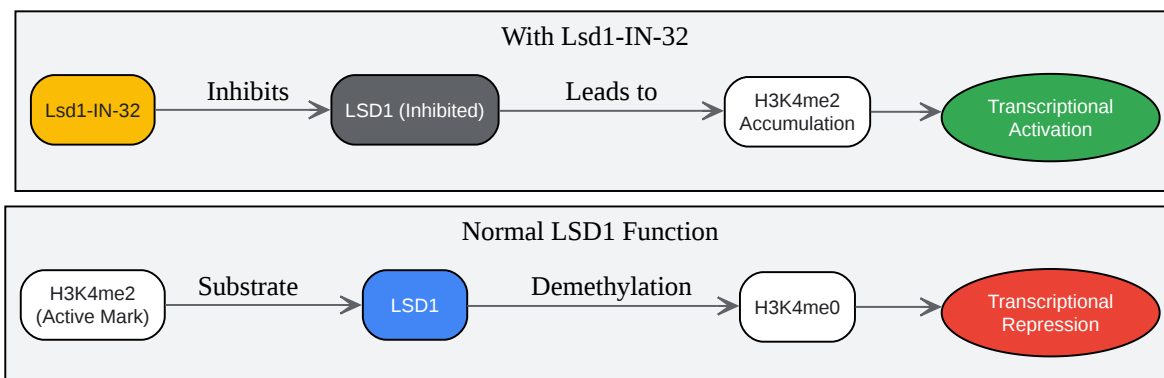 With Lsd1-IN-32
Lsd1-IN-32
Inhibits
LSD1 (Inhibited)
Leads to
H3K4me2
Accumulation
Transcriptional
Activation
Normal LSD1 Function
H3K4me2
(Active Mark)
Substrate
LSD1
Demethylation
H3K4me0
Transcriptional
Repression